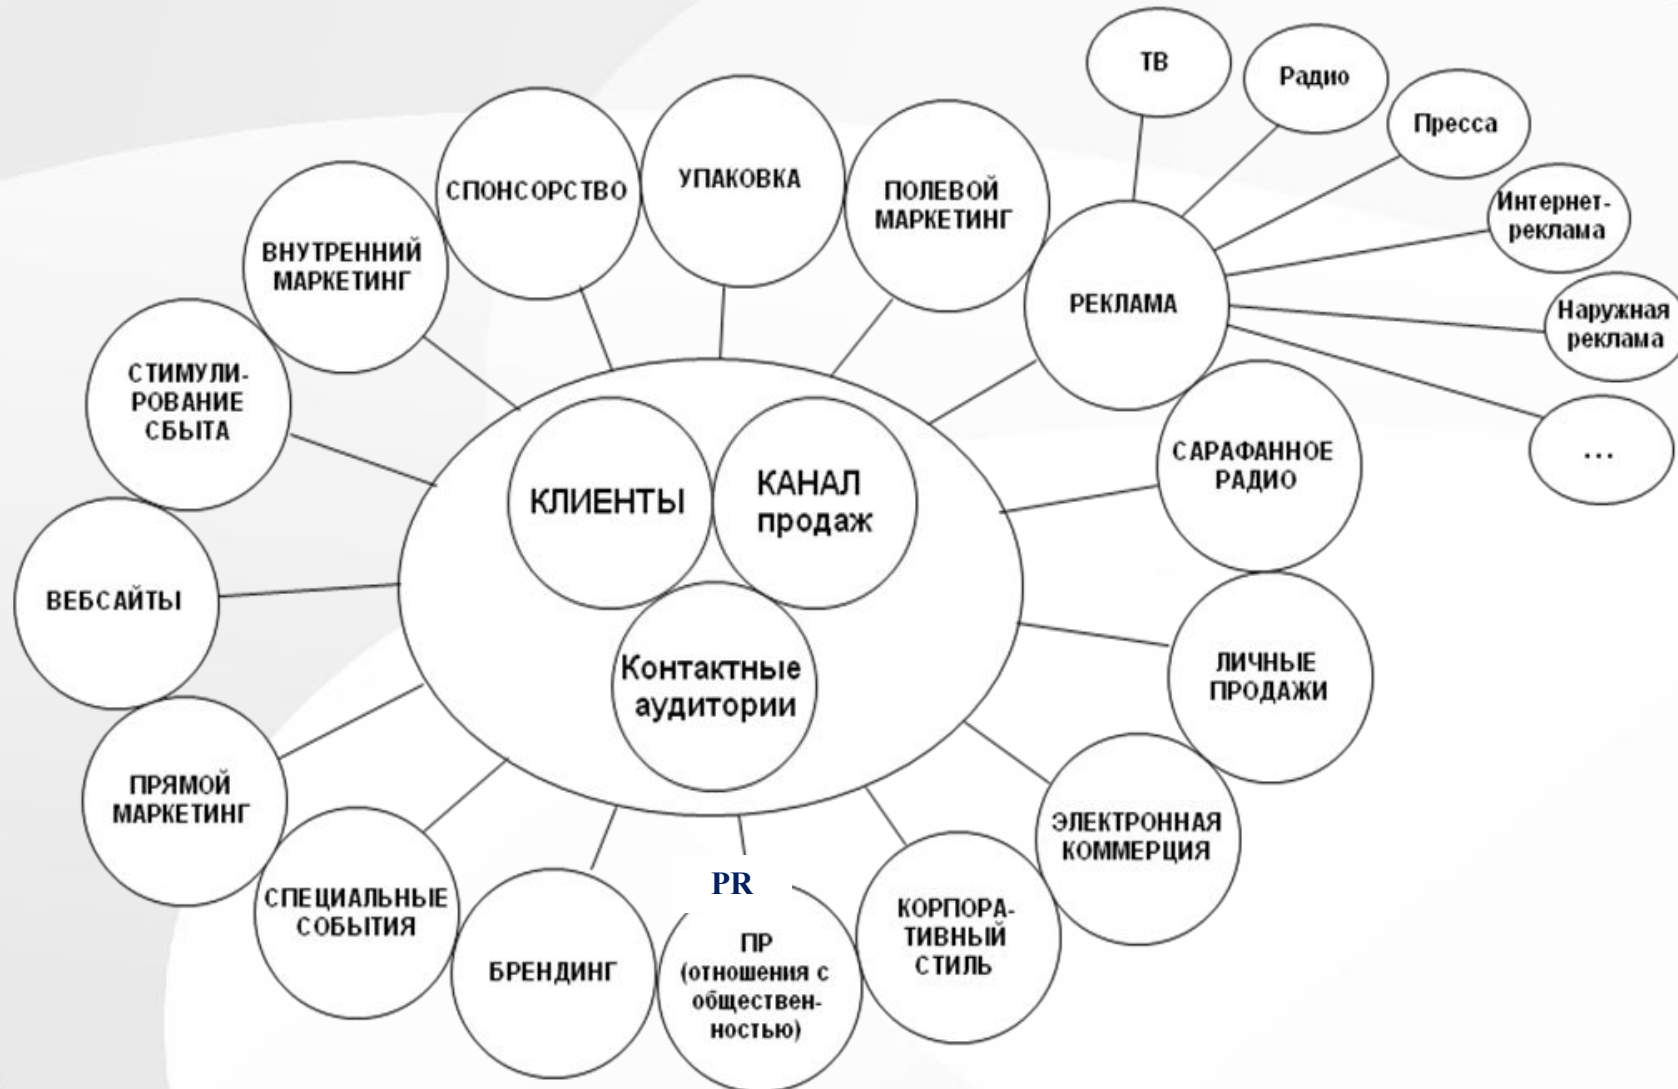 ТВ
Радио
Пресса
Интернет-
реклама
Наружная
реклама
...
УПАКОВКА
СПОНСОРСТВО
ПОЛЕВОЙ
МАРКЕТИНГ
ВНУТРЕННИЙ
МАРКЕТИНГ
РЕКЛАМА
СТИМУЛИ-
РОВАНИЕ
СБЫТА
САРАФАННОЕ
РАДИО
КЛИЕНТЫ
КАНАЛ
продаж
Контактные
аудитории
ВЕБСАЙТЫ
ЛИЧНЫЕ
ПРОДАЖИ
ПРЯМОЙ
МАРКЕТИНГ
ЭЛЕКТРОННАЯ
КОММЕРЦИЯ
СПЕЦИАЛЬНЫЕ
СОБЫТИЯ
БРЕНДИНГ
PR
ПР
(отношения с
обществен-
ностью)
КОРПОРА-
ТИВНЫЙ
СТИЛЬ